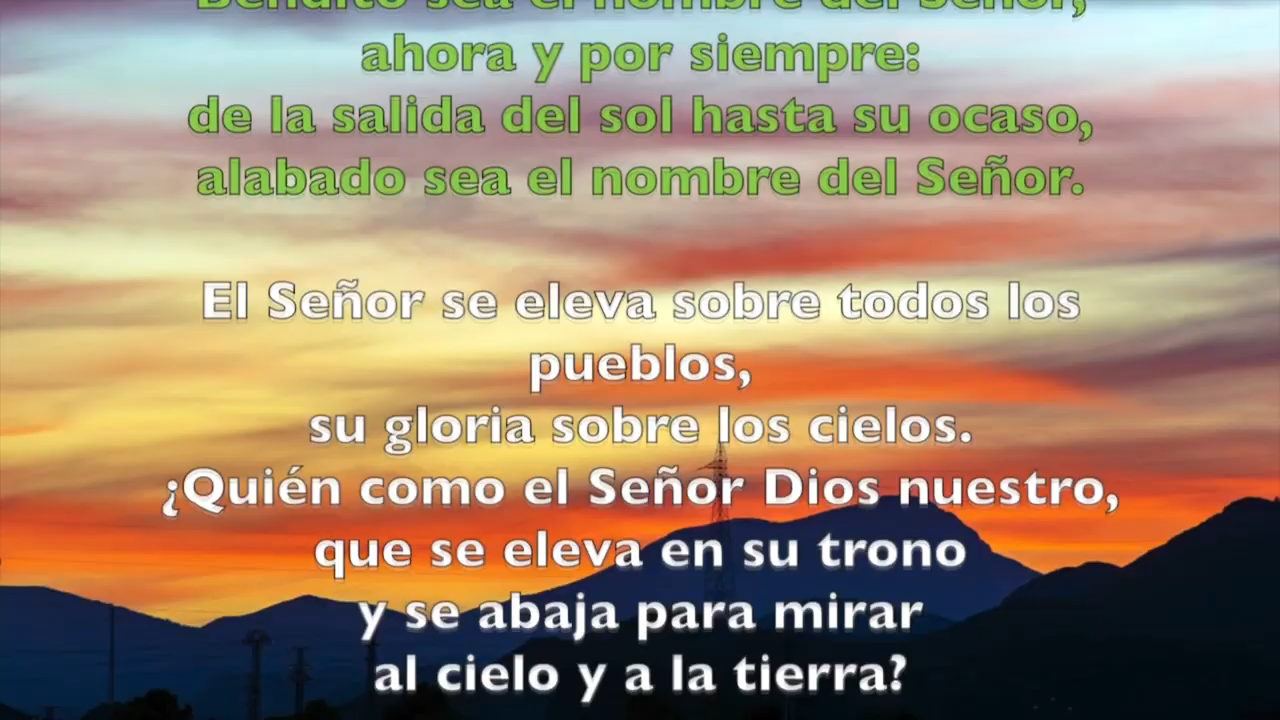 Bendito sea el nombre del Señor,
ahora y por siempre:
de la salida del sol hasta su ocaso,
alabado sea el nombre del Señor.
El Señor se eleva sobre todos los
pueblos,
su gloria sobre los cielos.
¿Quién como el Señor Dios nuestro,
que se eleva en su trono
y se abaja para mirar
al cielo y a la tierra?